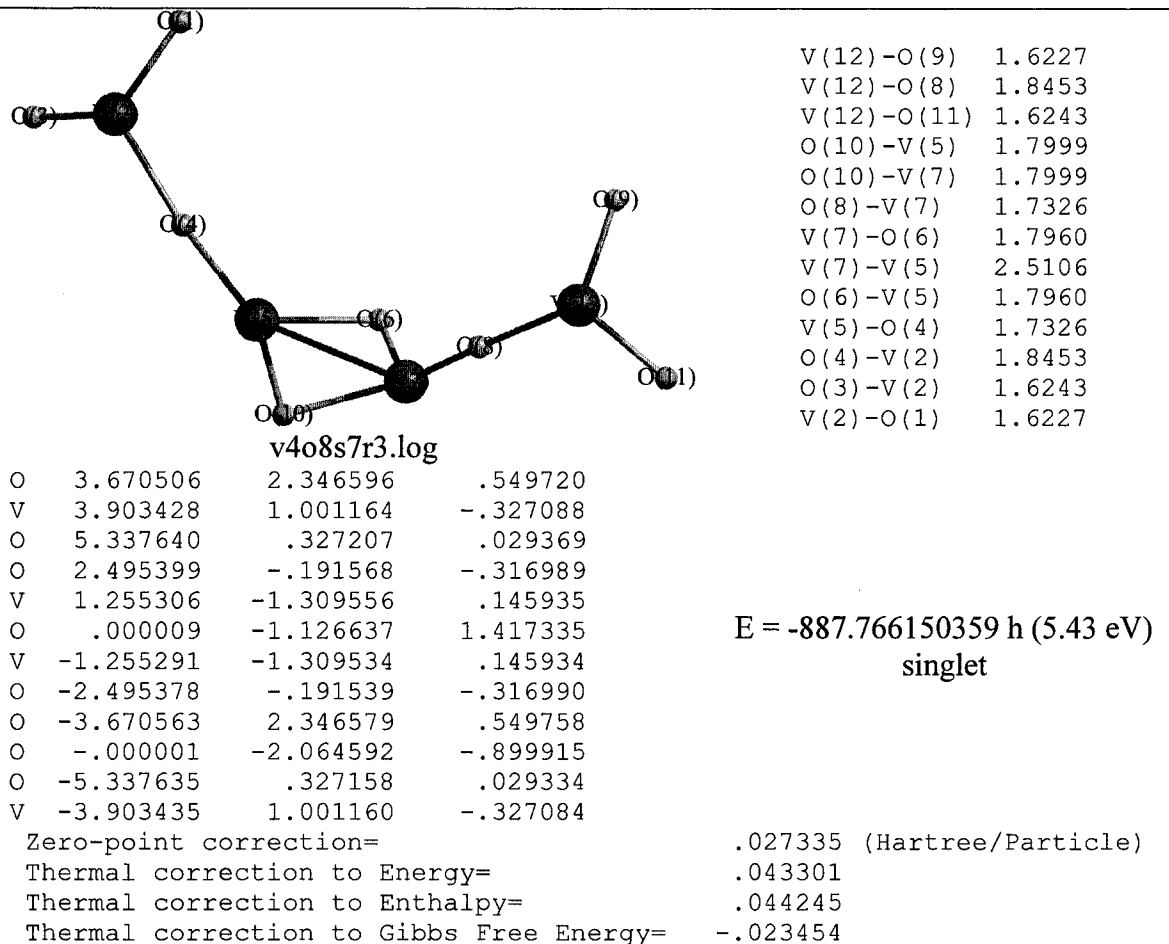 O(1)
V(12)-O(9) 1.6227
V(12)-O(8) 1.8453
V(12)-O(11) 1.6243
O(10)-V(5) 1.7999
O(10)-V(7) 1.7999
O(8)-V(7) 1.7326
V(7)-O(6) 1.7960
V(7)-V(5) 2.5106
O(6)-V(5) 1.7960
V(5)-O(4) 1.7326
O(4)-V(2) 1.8453
O(3)-V(2) 1.6243
V(2)-O(1) 1.6227
O(3)
O(4)
O(9)
O(6)
O(8)
O(11)
O(10)
v4o8s7r3.log
O 3.670506 2.346596 .549720
V 3.903428 1.001164 -.327088
O 5.337640 .327207 .029369
O 2.495399 -.191568 -.316989
V 1.255306 -1.309556 .145935
O .000009 -1.126637 1.417335
V -1.255291 -1.309534 .145934
O -2.495378 -.191539 -.316990
O -3.670563 2.346579 .549758
O -.000001 -2.064592 -.899915
O -5.337635 .327158 .029334
V -3.903435 1.001160 -.327084
E = -887.766150359 h (5.43 eV)
singlet
Zero-point correction= .027335 (Hartree/Particle)
Thermal correction to Energy= .043301
Thermal correction to Enthalpy= .044245
Thermal correction to Gibbs Free Energy= -.023454